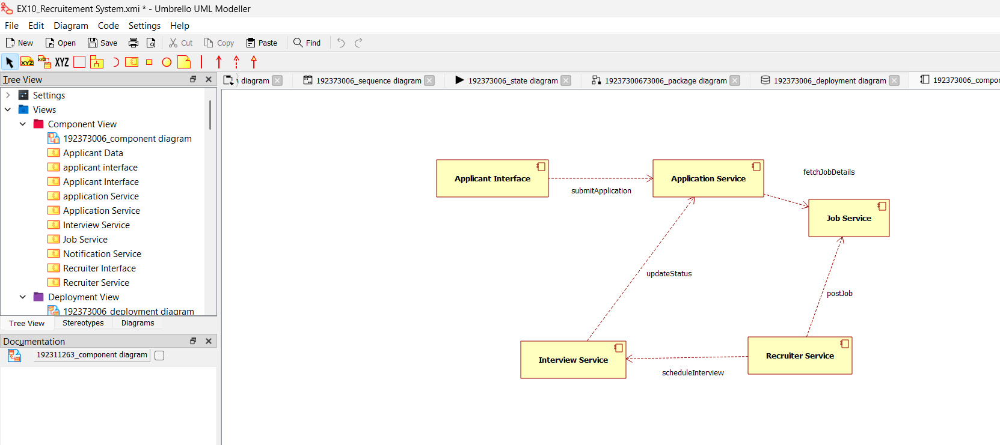 EX10_Recruitement System.xmi * - Umbrello UML Modeller
File Edit Diagram Code Settings Help
New Open Save Cut Copy Paste Find
XYZ XYZ XYZ
Tree View
diagram 192373006_sequence diagram 192373006_state diagram 19237300673006_package diagram 192373006_deployment diagram 192373006_compor
Settings
Views
Component View
192373006_component diagram
Applicant Data
applicant interface
Applicant Interface
application Service
Application Service
Interview Service
Job Service
Notification Service
Recruiter Interface
Recruiter Service
Deployment View
192373006_deployment diagram
Tree View Stereotypes Diagrams
Documentation
192311263_component diagram
Applicant Interface
submitApplication
Application Service
fetchJobDetails
Job Service
updateStatus
postJob
Interview Service
scheduleInterview
Recruiter Service